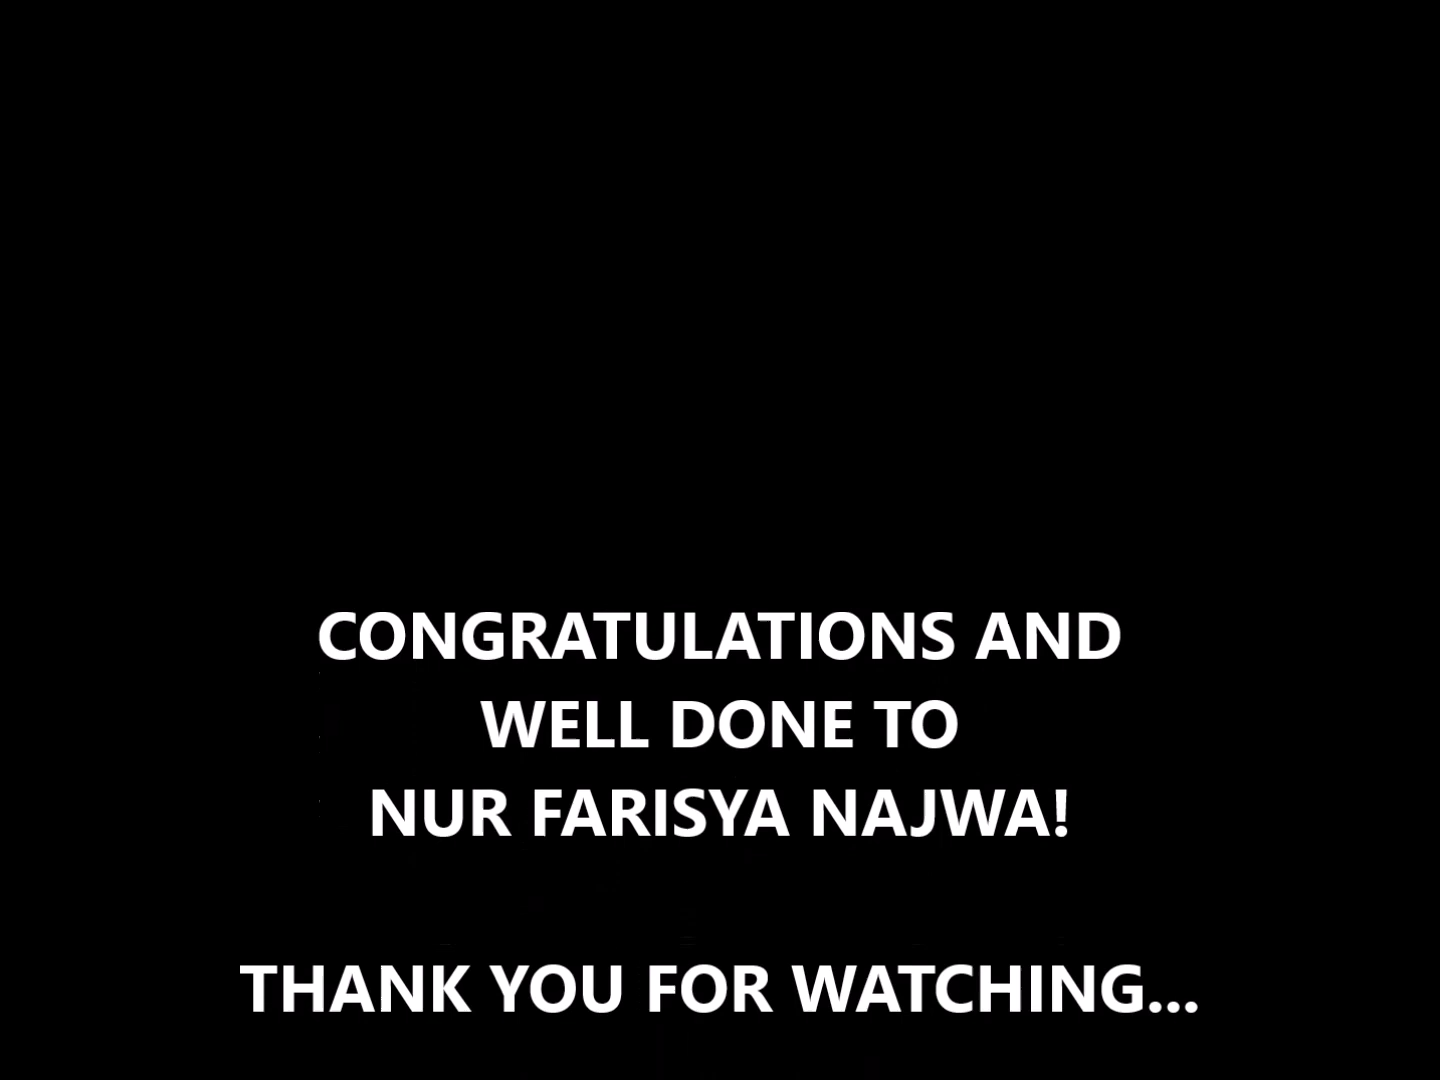 CONGRATULATIONS AND
WELL DONE TO
NUR FARISYA NAJWA!
THANK YOU FOR WATCHING...